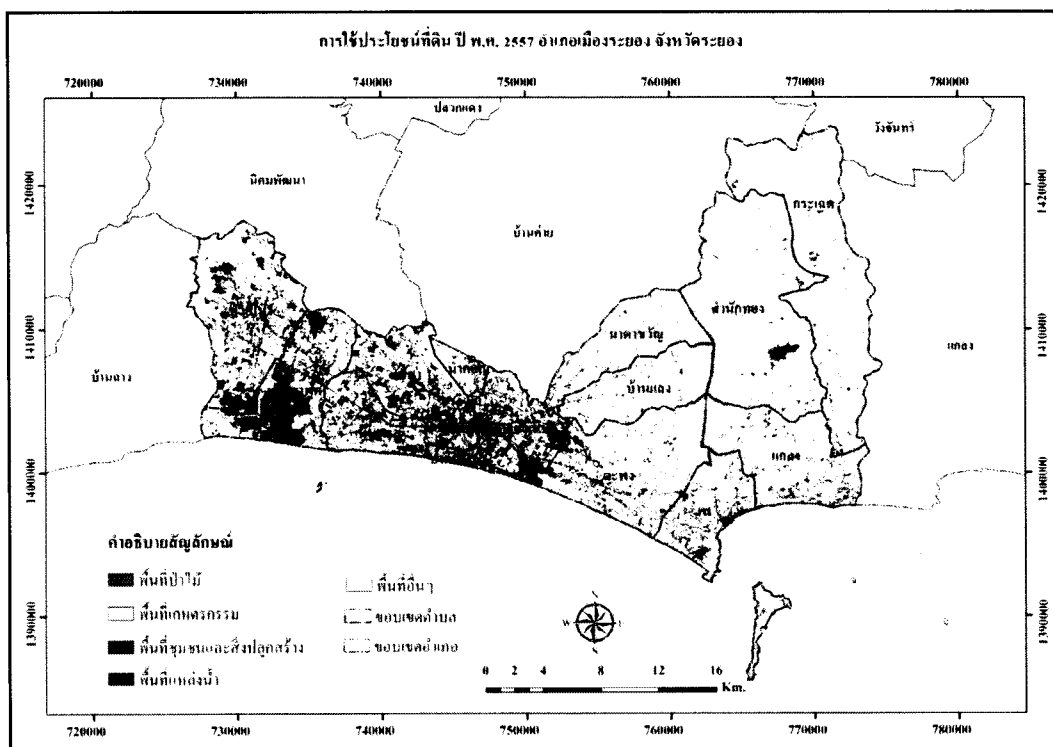 การใช้ประโยชน์ที่ดิน ปี พ.ศ. 2557 อำเภอเมืองระยอง จังหวัดระยอง
720000 730000 740000 750000 760000 770000 780000
ปลวกแดง
วังจันทร์
1420000 1420000
นิคมพัฒนา
กระเฉด
บ้านค่าย
สำนักทอง
1410000 1410000
นาตาขวัญ
แกลง
บ้านฉาง
บ้านแลง
แกลง
1400000 1400000
ตะพง
เพ
คำอธิบายสัญลักษณ์
พื้นที่ป่าไม้ พื้นที่อื่นๆ
พื้นที่เกษตรกรรม ขอบเขตตำบล
พื้นที่ชุมชนและสิ่งปลูกสร้าง ขอบเขตอำเภอ
พื้นที่แหล่งน้ำ
1390000 1390000
W E
0 2 4 8 12 16
Km.
720000 730000 740000 750000 760000 770000 780000